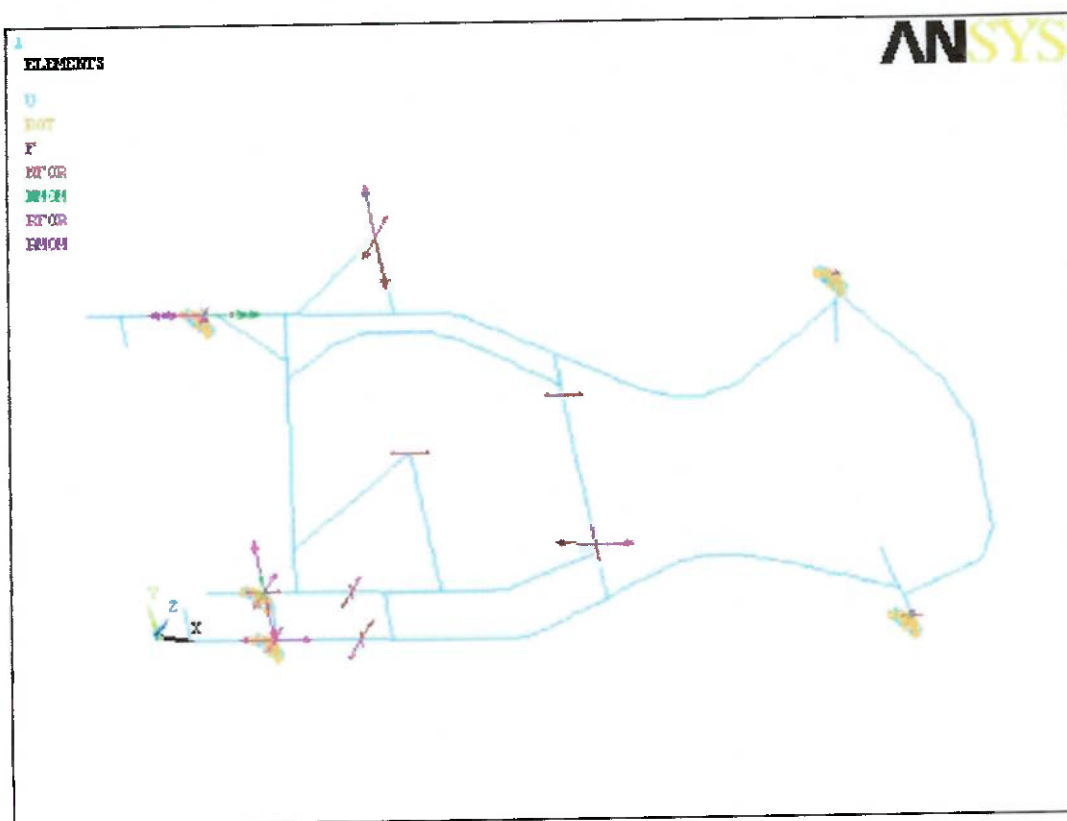 1
ANSYS
ELEMENTS
U
ROT
F
NFOR
NMOM
RFOR
RMOM
Y
Z
X